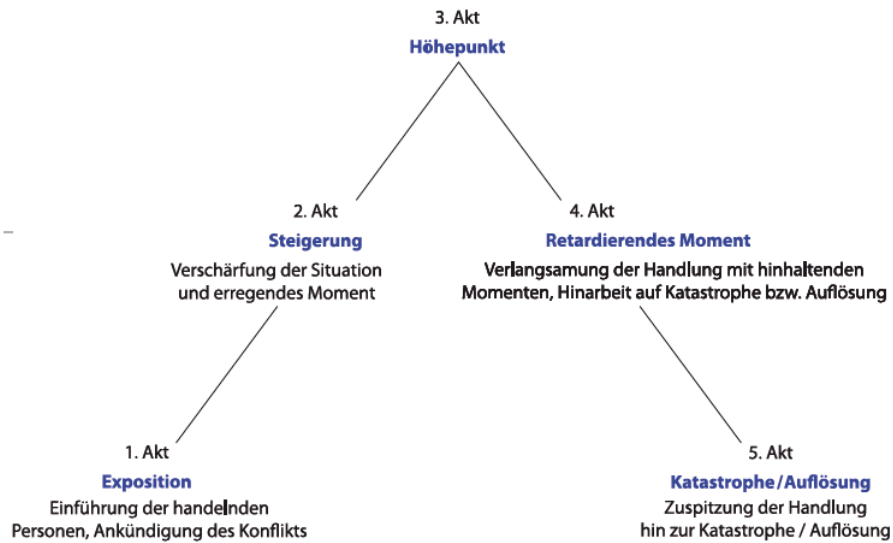 3. Akt
Höhepunkt
2. Akt
Steigerung
Verschärfung der Situation
und erregendes Moment
4. Akt
Retardierendes Moment
Verlangsamung der Handlung mit hinhaltenden
Momenten, Hinarbeit auf Katastrophe bzw. Auflösung
1. Akt
Exposition
Einführung der handelnden
Personen, Ankündigung des Konflikts
5. Akt
Katastrophe/Auflösung
Zuspitzung der Handlung
hin zur Katastrophe / Auflösung